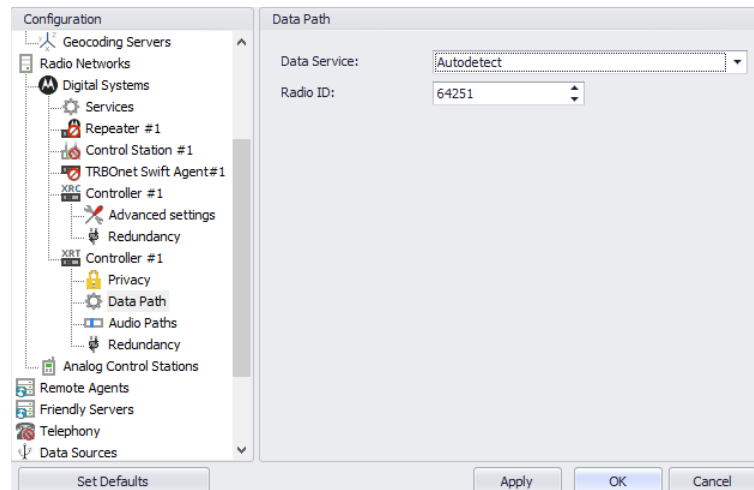 Configuration
Geocoding Servers
Radio Networks
Digital Systems
Services
Repeater #1
Control Station #1
TRBOnet Swift Agent#1
XRC Controller #1
Advanced settings
Redundancy
XRT Controller #1
Privacy
Data Path
Audio Paths
Redundancy
Analog Control Stations
Remote Agents
Friendly Servers
Telephony
Data Sources
Set Defaults
Data Path
Data Service: Autodetect
Radio ID: 64251
Apply OK Cancel